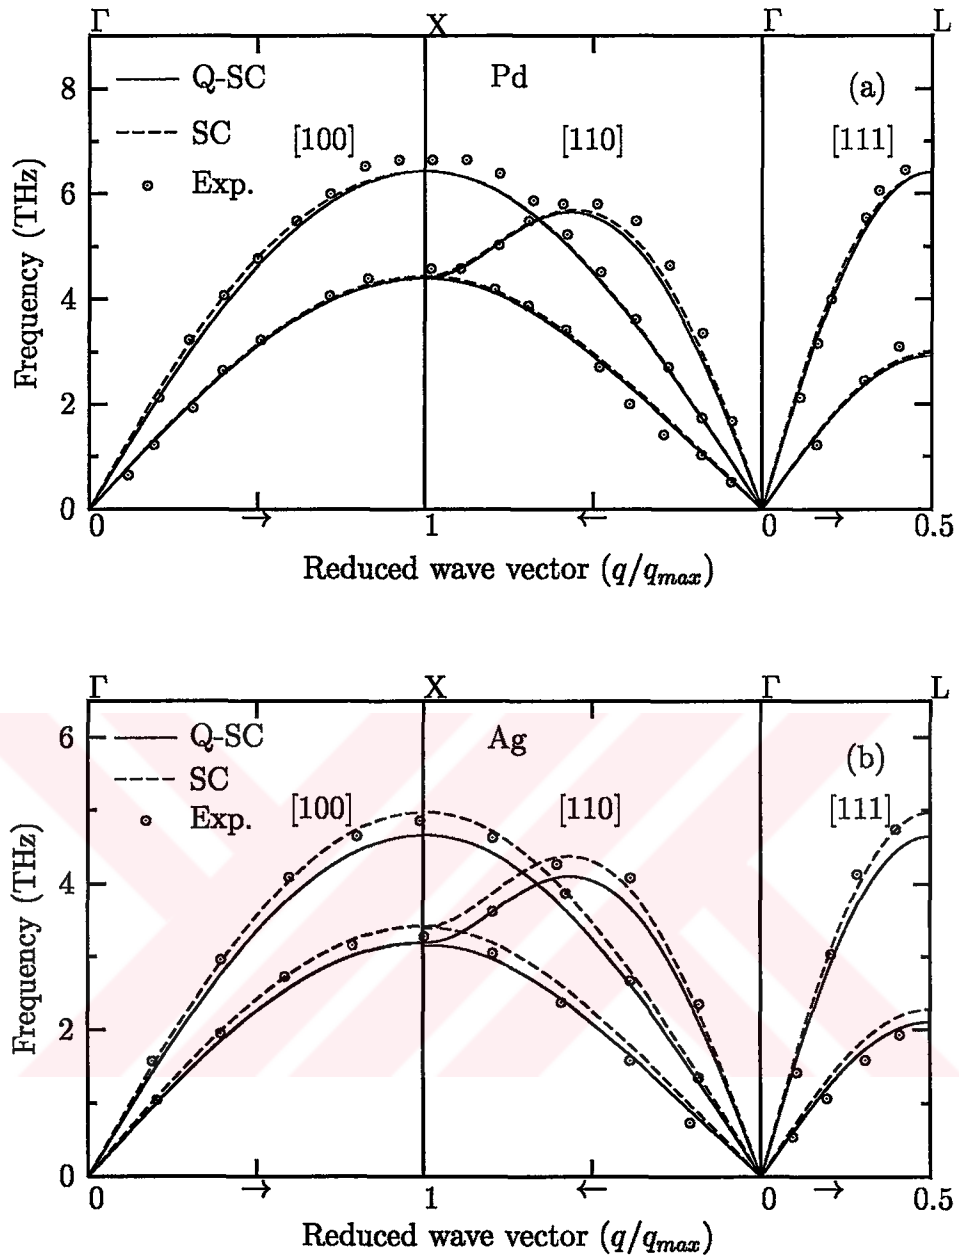 Γ X Γ L
Q-SC Pd (a)
8
SC [100] [110] [111]
Exp.
6
4
2
0
Frequency (THz)
0 → 1 ← 0 → 0.5
Reduced wave vector (q/q_max)
Γ X Γ L
6 Q-SC Ag (b)
SC
Exp. [100] [110] [111]
4
2
0
Frequency (THz)
0 → 1 ← 0 → 0.5
Reduced wave vector (q/q_max)